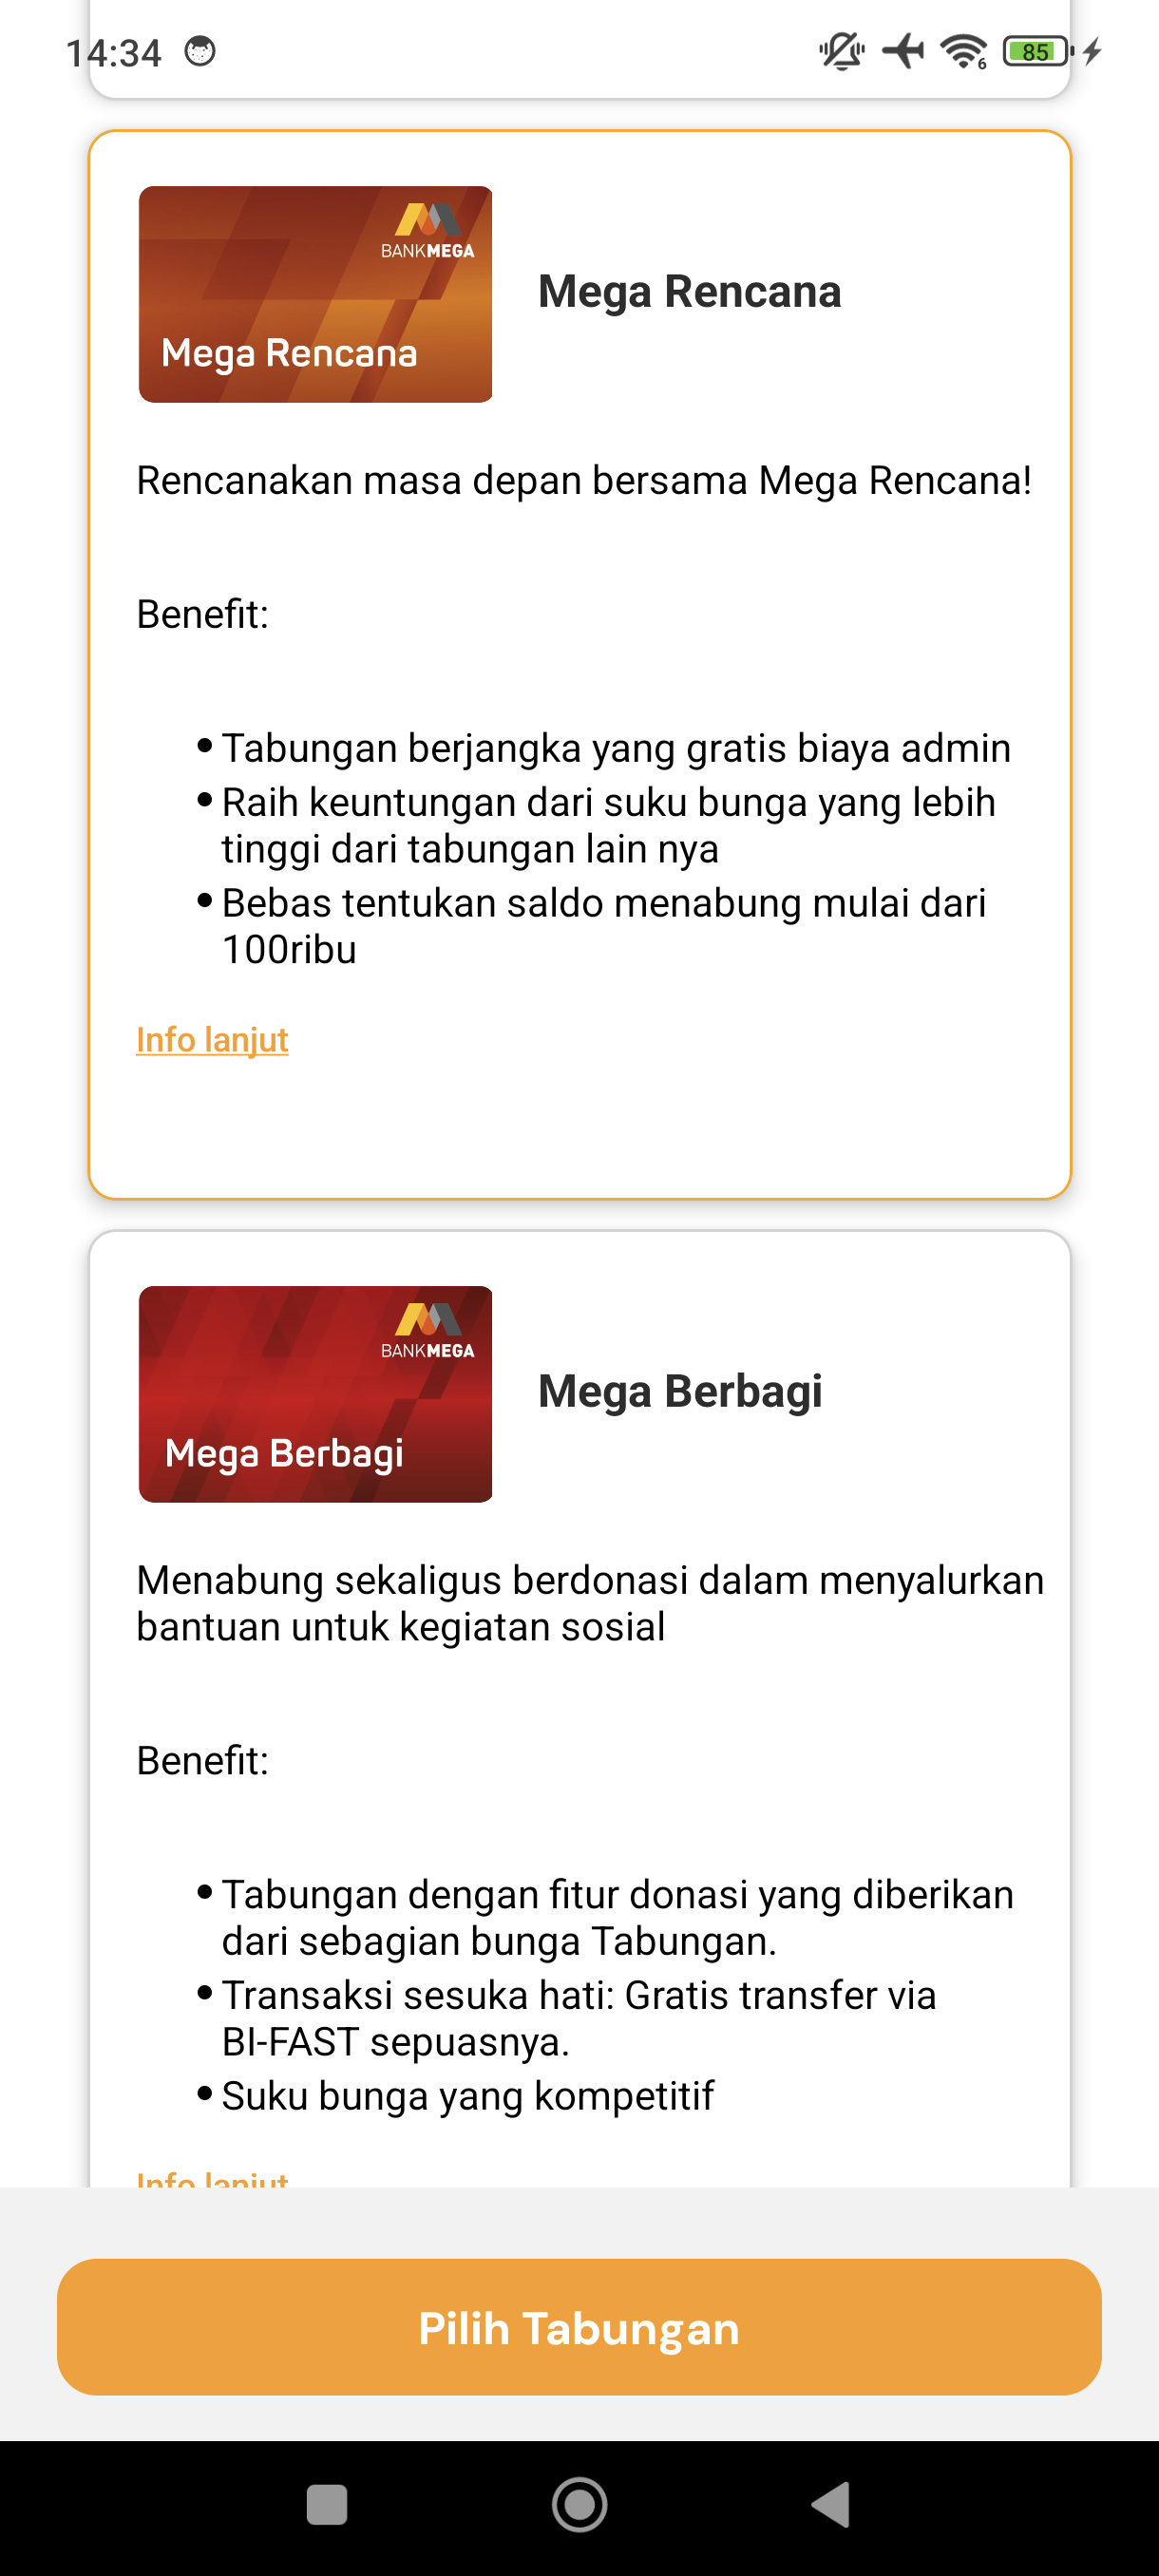 14:34
6
85
BANKMEGA
Mega Rencana
Mega Rencana
Rencanakan masa depan bersama Mega Rencana!
Benefit:
• Tabungan berjangka yang gratis biaya admin
• Raih keuntungan dari suku bunga yang lebih
tinggi dari tabungan lain nya
• Bebas tentukan saldo menabung mulai dari
100ribu
Info lanjut
BANKMEGA
Mega Berbagi
Mega Berbagi
Menabung sekaligus berdonasi dalam menyalurkan
bantuan untuk kegiatan sosial
Benefit:
• Tabungan dengan fitur donasi yang diberikan
dari sebagian bunga Tabungan.
• Transaksi sesuka hati: Gratis transfer via
BI-FAST sepuasnya.
• Suku bunga yang kompetitif
Info lanjut
Pilih Tabungan